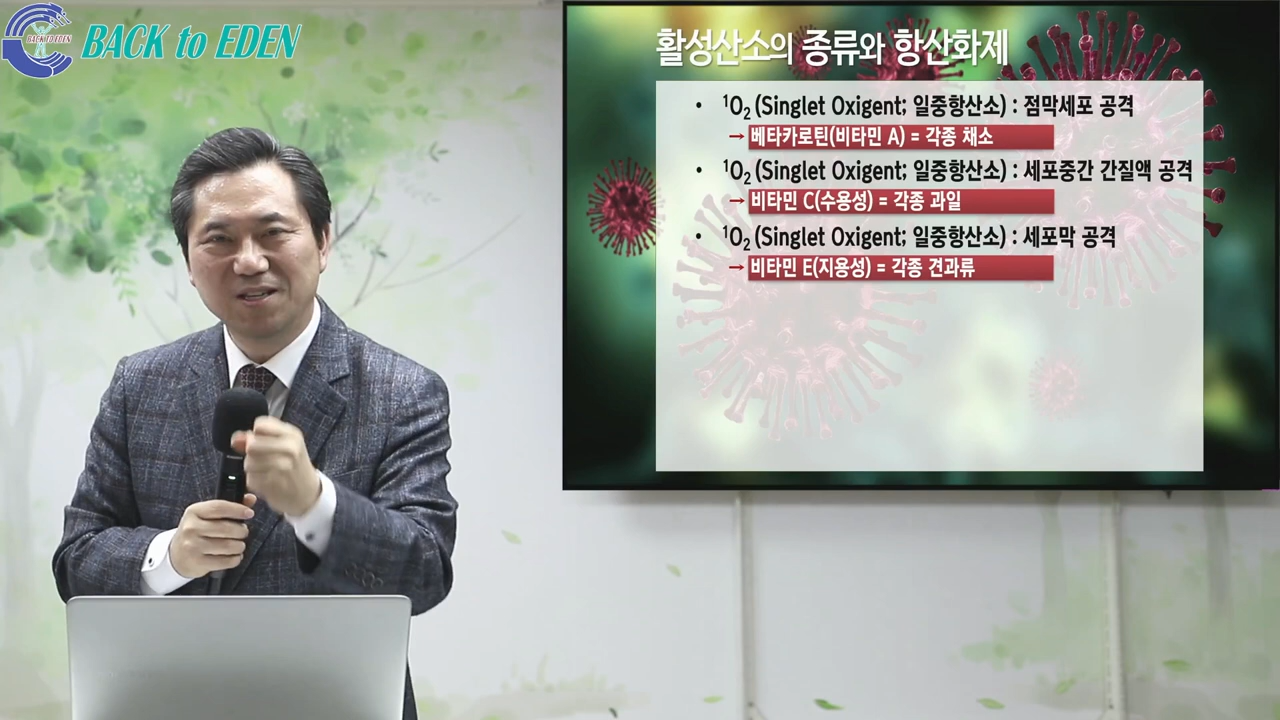 BACK TO EDEN
BACK to EDEN
활성산소의 종류와 항산화제
• ¹O₂ (Singlet Oxigent; 일중항산소) : 점막세포 공격
→ 베타카로틴(비타민 A) = 각종 채소
• ¹O₂ (Singlet Oxigent; 일중항산소) : 세포중간 간질액 공격
→ 비타민 C(수용성) = 각종 과일
• ¹O₂ (Singlet Oxigent; 일중항산소) : 세포막 공격
→ 비타민 E(지용성) = 각종 견과류